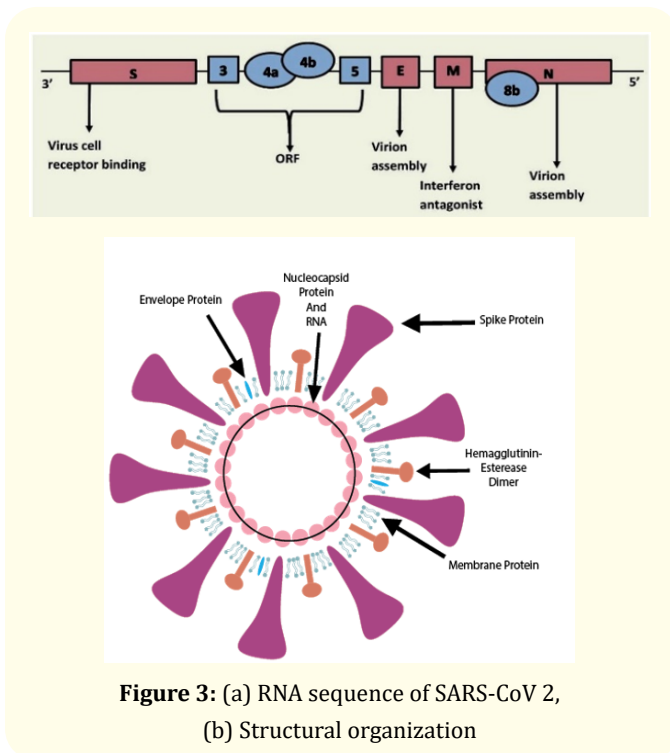 S
3
4a
4b
5
E
M
N
8b
3’
5’
Virus cell
receptor binding
ORF
Virion
assembly
Interferon
antagonist
Virion
assembly
Nucleocapsid
Protein
And
RNA
Envelope Protein
Spike Protein
Hemagglutinin-
Esterease
Dimer
Membrane Protein
Figure 3: (a) RNA sequence of SARS-CoV 2,
(b) Structural organization